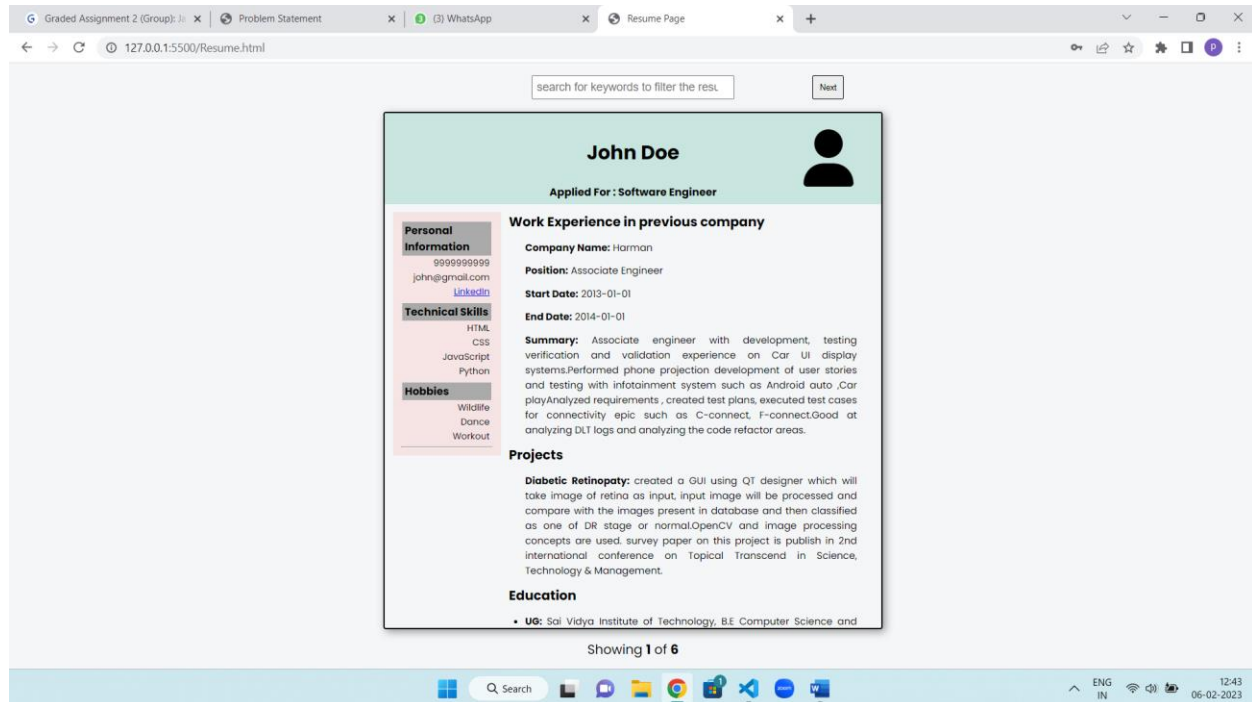 Graded Assignment 2 (Group): Ja
Problem Statement
(3) WhatsApp
Resume Page
127.0.0.1:5500/Resume.html
P
search for keywords to filter the resu
Next
John Doe
Applied For : Software Engineer
Personal
Information
9999999999
john@gmail.com
LinkedIn
Technical Skills
HTML
CSS
JavaScript
Python
Hobbies
Wildlife
Dance
Workout
Work Experience in previous company
Company Name: Harman
Position: Associate Engineer
Start Date: 2013-01-01
End Date: 2014-01-01
Summary: Associate engineer with development, testing
verification and validation experience on Car UI display
systems.Performed phone projection development of user stories
and testing with infotainment system such as Android auto ,Car
playAnalyzed requirements , created test plans, executed test cases
for connectivity epic such as C-connect, F-connect.Good at
analyzing DLT logs and analyzing the code refactor areas.
Projects
Diabetic Retinopaty: created a GUI using QT designer which will
take image of retina as input, input image will be processed and
compare with the images present in database and then classified
as one of DR stage or normal.OpenCV and image processing
concepts are used. survey paper on this project is publish in 2nd
international conference on Topical Transcend in Science,
Technology & Management.
Education
• UG: Sai Vidya Institute of Technology, B.E Computer Science and
Showing 1 of 6
Search
ENG
IN
12:43
06-02-2023